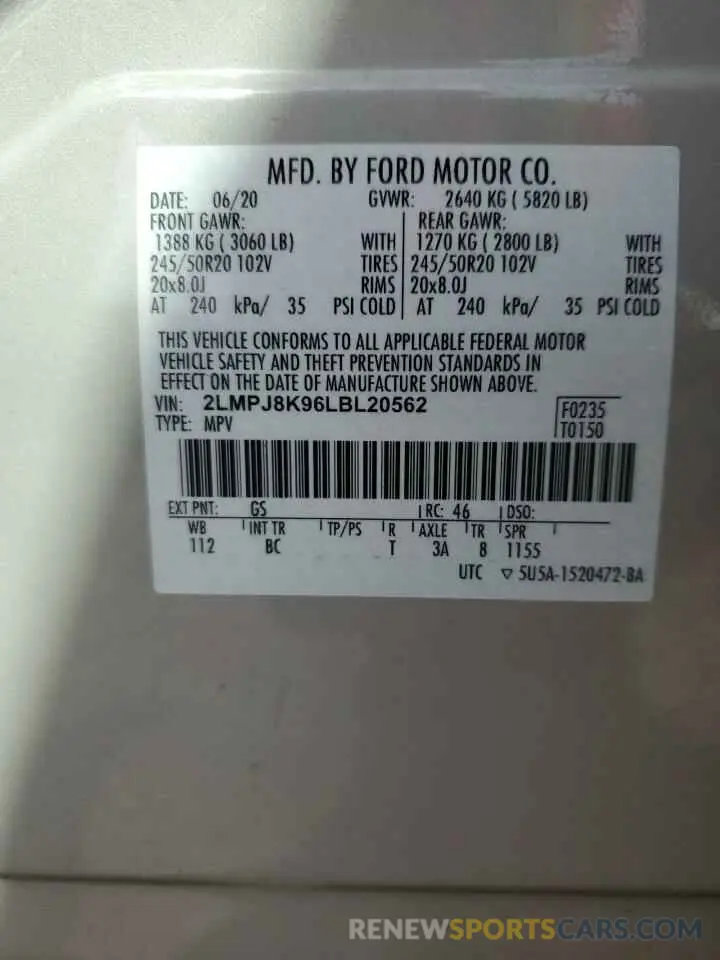 MFD. BY FORD MOTOR CO.
DATE: 06/20 GVWR: 2640 KG ( 5820 LB)
FRONT GAWR: REAR GAWR:
1388 KG ( 3060 LB) WITH 1270 KG ( 2800 LB) WITH
245/50R20 102V TIRES 245/50R20 102V TIRES
20x8.0J RIMS 20x8.0J RIMS
AT 240 kPa/ 35 PSI COLD AT 240 kPa/ 35 PSI COLD
THIS VEHICLE CONFORMS TO ALL APPLICABLE FEDERAL MOTOR
VEHICLE SAFETY AND THEFT PREVENTION STANDARDS IN
EFFECT ON THE DATE OF MANUFACTURE SHOWN ABOVE.
VIN: 2LMPJ8K96LBL20562 F0235
TYPE: MPV T0150
EXT PNT: GS RC: 46 DSO:
WB INT TR TP/PS R AXLE TR SPR
112 BC T 3A 8 1155
UTC ▽ 5U5A-1520472-BA
RENEWSPORTSCARS.COM